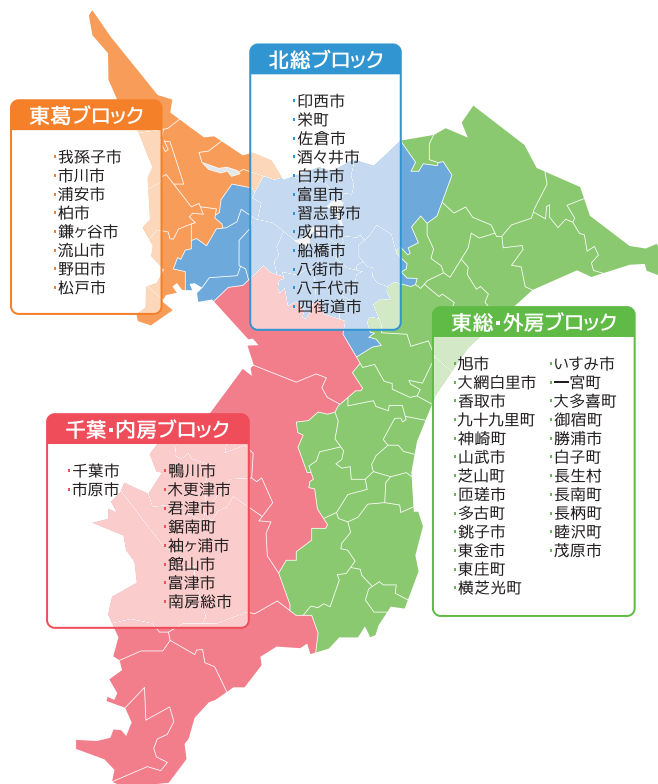 北総ブロック
・印西市
・栄町
・佐倉市
・酒々井市
・白井市
・富里市
・習志野市
・成田市
・船橋市
・八街市
・八千代市
・四街道市
東葛ブロック
・我孫子市
・市川市
・浦安市
・柏市
・鎌ヶ谷市
・流山市
・野田市
・松戸市
東総・外房ブロック
・旭市
・大網白里市
・香取市
・九十九里町
・神崎町
・山武市
・芝山町
・匝瑳市
・多古町
・銚子市
・東金市
・東庄町
・横芝光町
・いすみ市
・一宮町
・大多喜町
・御宿町
・勝浦市
・白子町
・長生村
・長南町
・長柄町
・睦沢町
・茂原市
千葉・内房ブロック
・千葉市
・市原市
・鴨川市
・木更津市
・君津市
・鋸南町
・袖ヶ浦市
・館山市
・富津市
・南房総市